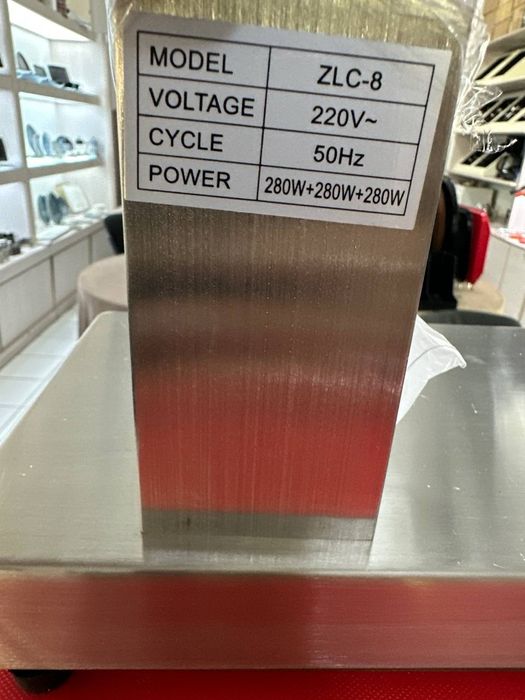 MODEL ZLC-8
VOLTAGE 220V~
CYCLE 50Hz
POWER 280W+280W+280W